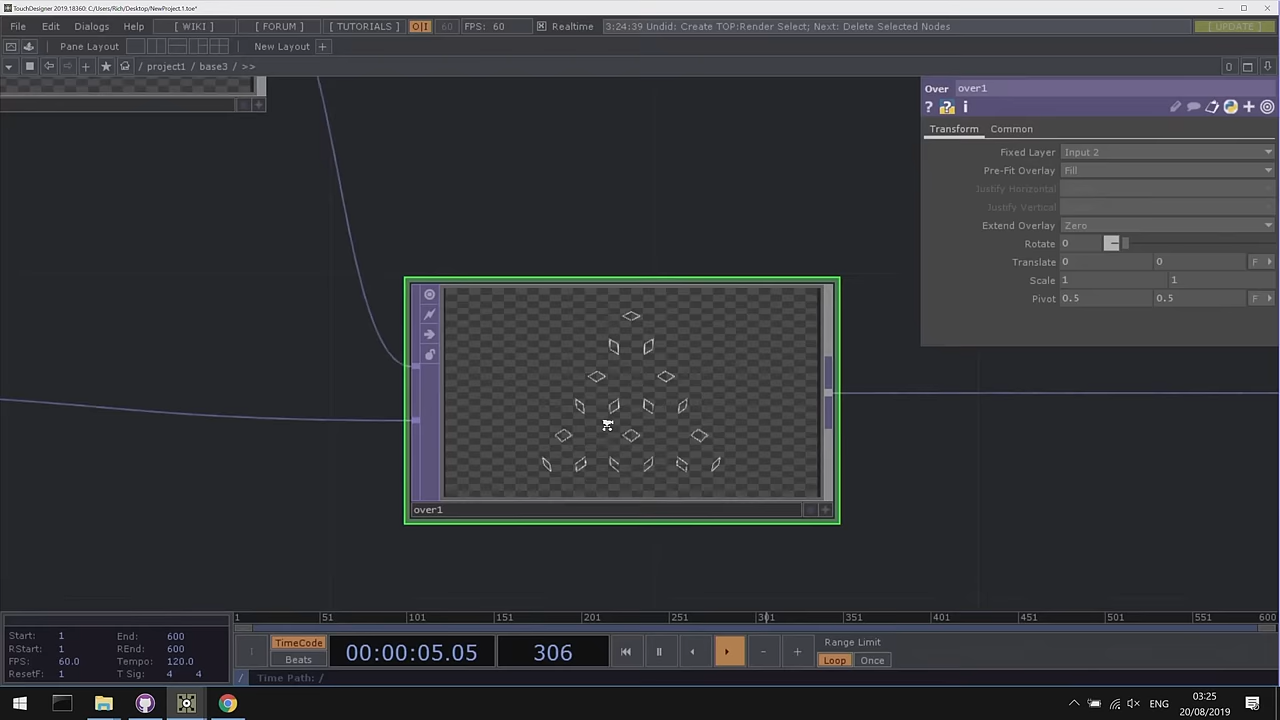 TouchDesigner 2019.18360: C:/Users/Rich/Desktop/NewProject.1.toe*
File Edit Dialogs Help [ WIKI ] [ FORUM ] [ TUTORIALS ] O|I 60 FPS: 60 Realtime 3:24:39 Undid: Create TOP:Render Select; Next: Delete Selected Nodes [ UPDATE ]
Pane Layout New Layout +
/ project1 / base3 / >> 0
Over over1
? ? i
Transform Common
Fixed Layer Input 2
Pre-Fit Overlay Fill
Justify Horizontal
Justify Vertical
Extend Overlay Zero
Rotate 0
Translate 0 0 F
Scale 1 1
Pivot 0.5 0.5 F
over1
1 51 101 151 201 251 301 351 401 451 501 551 600
Start: 1 End: 600
RStart: 1 REnd: 600
FPS: 60.0 Tempo: 120.0
ResetF: 1 T Sig: 4 4
TimeCode
Beats
00:00:05.05 306
Range Limit
Loop Once
/ Time Path: /
ENG
03:25
20/08/2019